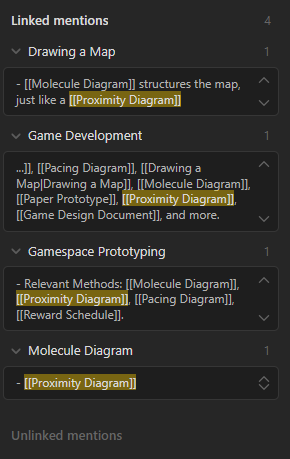 Linked mentions 4
Drawing a Map 1
- [[Molecule Diagram]] structures the map,
just like a [[Proximity Diagram]]
Game Development 1
...]], [[Pacing Diagram]], [[Drawing a
Map|Drawing a Map]], [[Molecule Diagram]],
[[Paper Prototype]], [[Proximity Diagram]],
[[Game Design Document]], and more.
Gamespace Prototyping 1
- Relevant Methods: [[Molecule Diagram]],
[[Proximity Diagram]], [[Pacing Diagram]],
[[Reward Schedule]].
Molecule Diagram 1
- [[Proximity Diagram]]
Unlinked mentions